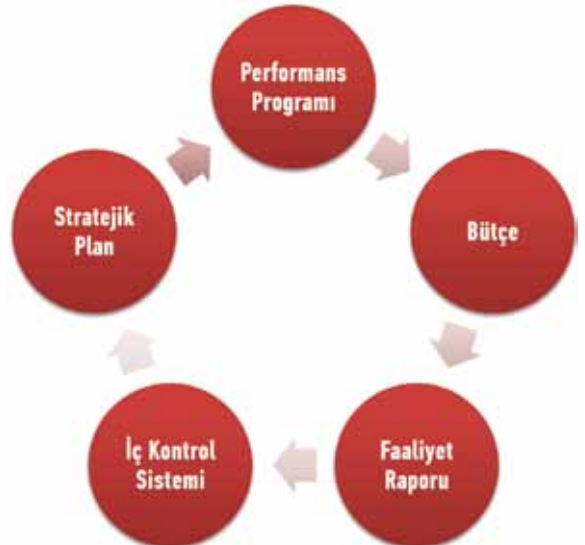 Performans
Programı
Bütçe
Faaliyet
Raporu
İç Kontrol
Sistemi
Stratejik
Plan